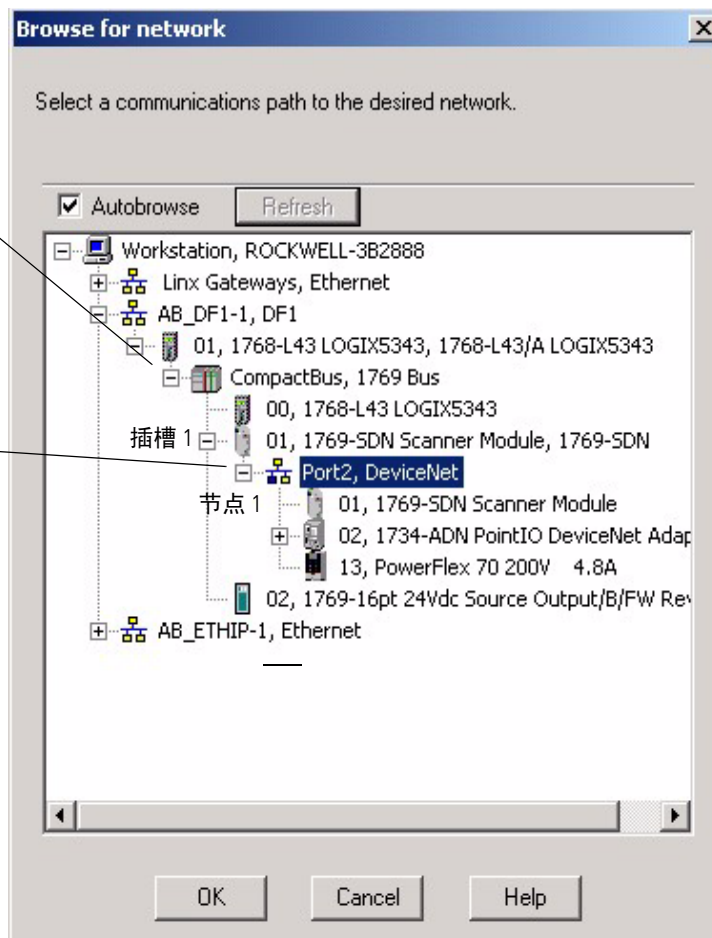 Browse for network
Select a communications path to the desired network.
Autobrowse Refresh
Workstation, ROCKWELL-3B2888
Linx Gateways, Ethernet
AB_DF1-1, DF1
01, 1768-L43 LOGIX5343, 1768-L43/A LOGIX5343
CompactBus, 1769 Bus
00, 1768-L43 LOGIX5343
插槽 1 01, 1769-SDN Scanner Module, 1769-SDN
Port2, DeviceNet
节点 1 01, 1769-SDN Scanner Module
02, 1734-ADN PointIO DeviceNet Adap
13, PowerFlex 70 200V 4.8A
02, 1769-16pt 24Vdc Source Output/B/FW Rev
AB_ETHIP-1, Ethernet
OK Cancel Help